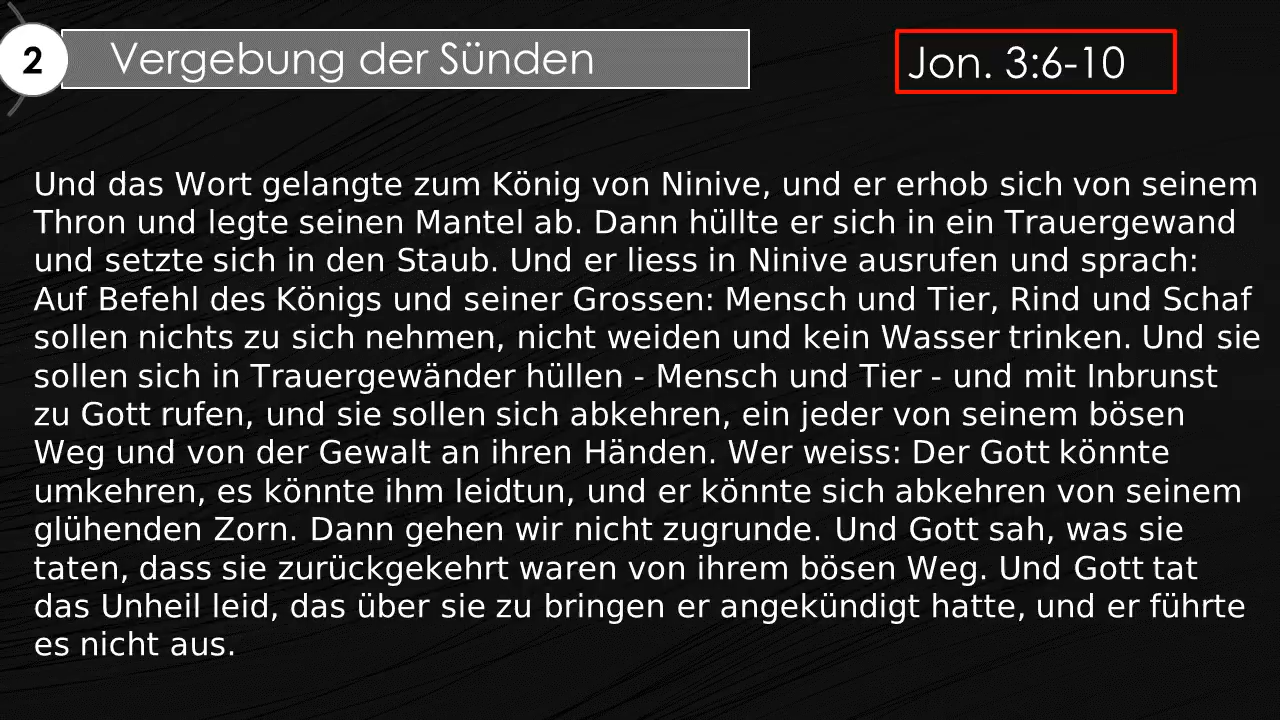 2
Vergebung der Sünden
Jon. 3:6-10
Und das Wort gelangte zum König von Ninive, und er erhob sich von seinem
Thron und legte seinen Mantel ab. Dann hüllte er sich in ein Trauergewand
und setzte sich in den Staub. Und er liess in Ninive ausrufen und sprach:
Auf Befehl des Königs und seiner Grossen: Mensch und Tier, Rind und Schaf
sollen nichts zu sich nehmen, nicht weiden und kein Wasser trinken. Und sie
sollen sich in Trauergewänder hüllen - Mensch und Tier - und mit Inbrunst
zu Gott rufen, und sie sollen sich abkehren, ein jeder von seinem bösen
Weg und von der Gewalt an ihren Händen. Wer weiss: Der Gott könnte
umkehren, es könnte ihm leidtun, und er könnte sich abkehren von seinem
glühenden Zorn. Dann gehen wir nicht zugrunde. Und Gott sah, was sie
taten, dass sie zurückgekehrt waren von ihrem bösen Weg. Und Gott tat
das Unheil leid, das über sie zu bringen er angekündigt hatte, und er führte
es nicht aus.